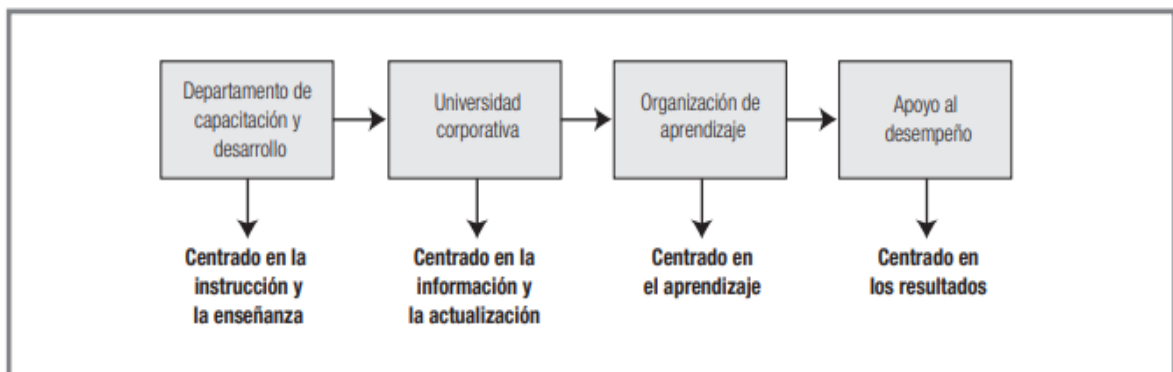 Departamento de
capacitación y
desarrollo
Universidad
corporativa
Organización de
aprendizaje
Apoyo al
desempeño
Centrado en la
instrucción y
la enseñanza
Centrado en la
información y
la actualización
Centrado en
el aprendizaje
Centrado en
los resultados